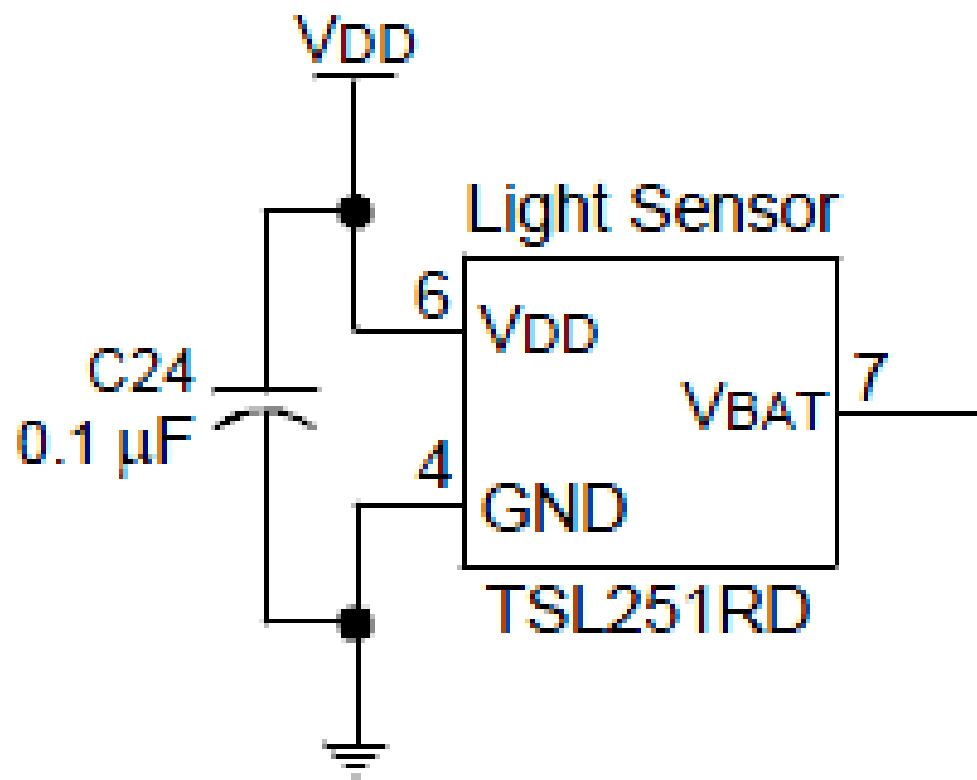 VDD
Light Sensor
6
VDD
C24
0.1 µF
VBAT
7
4
GND
TSL251RD